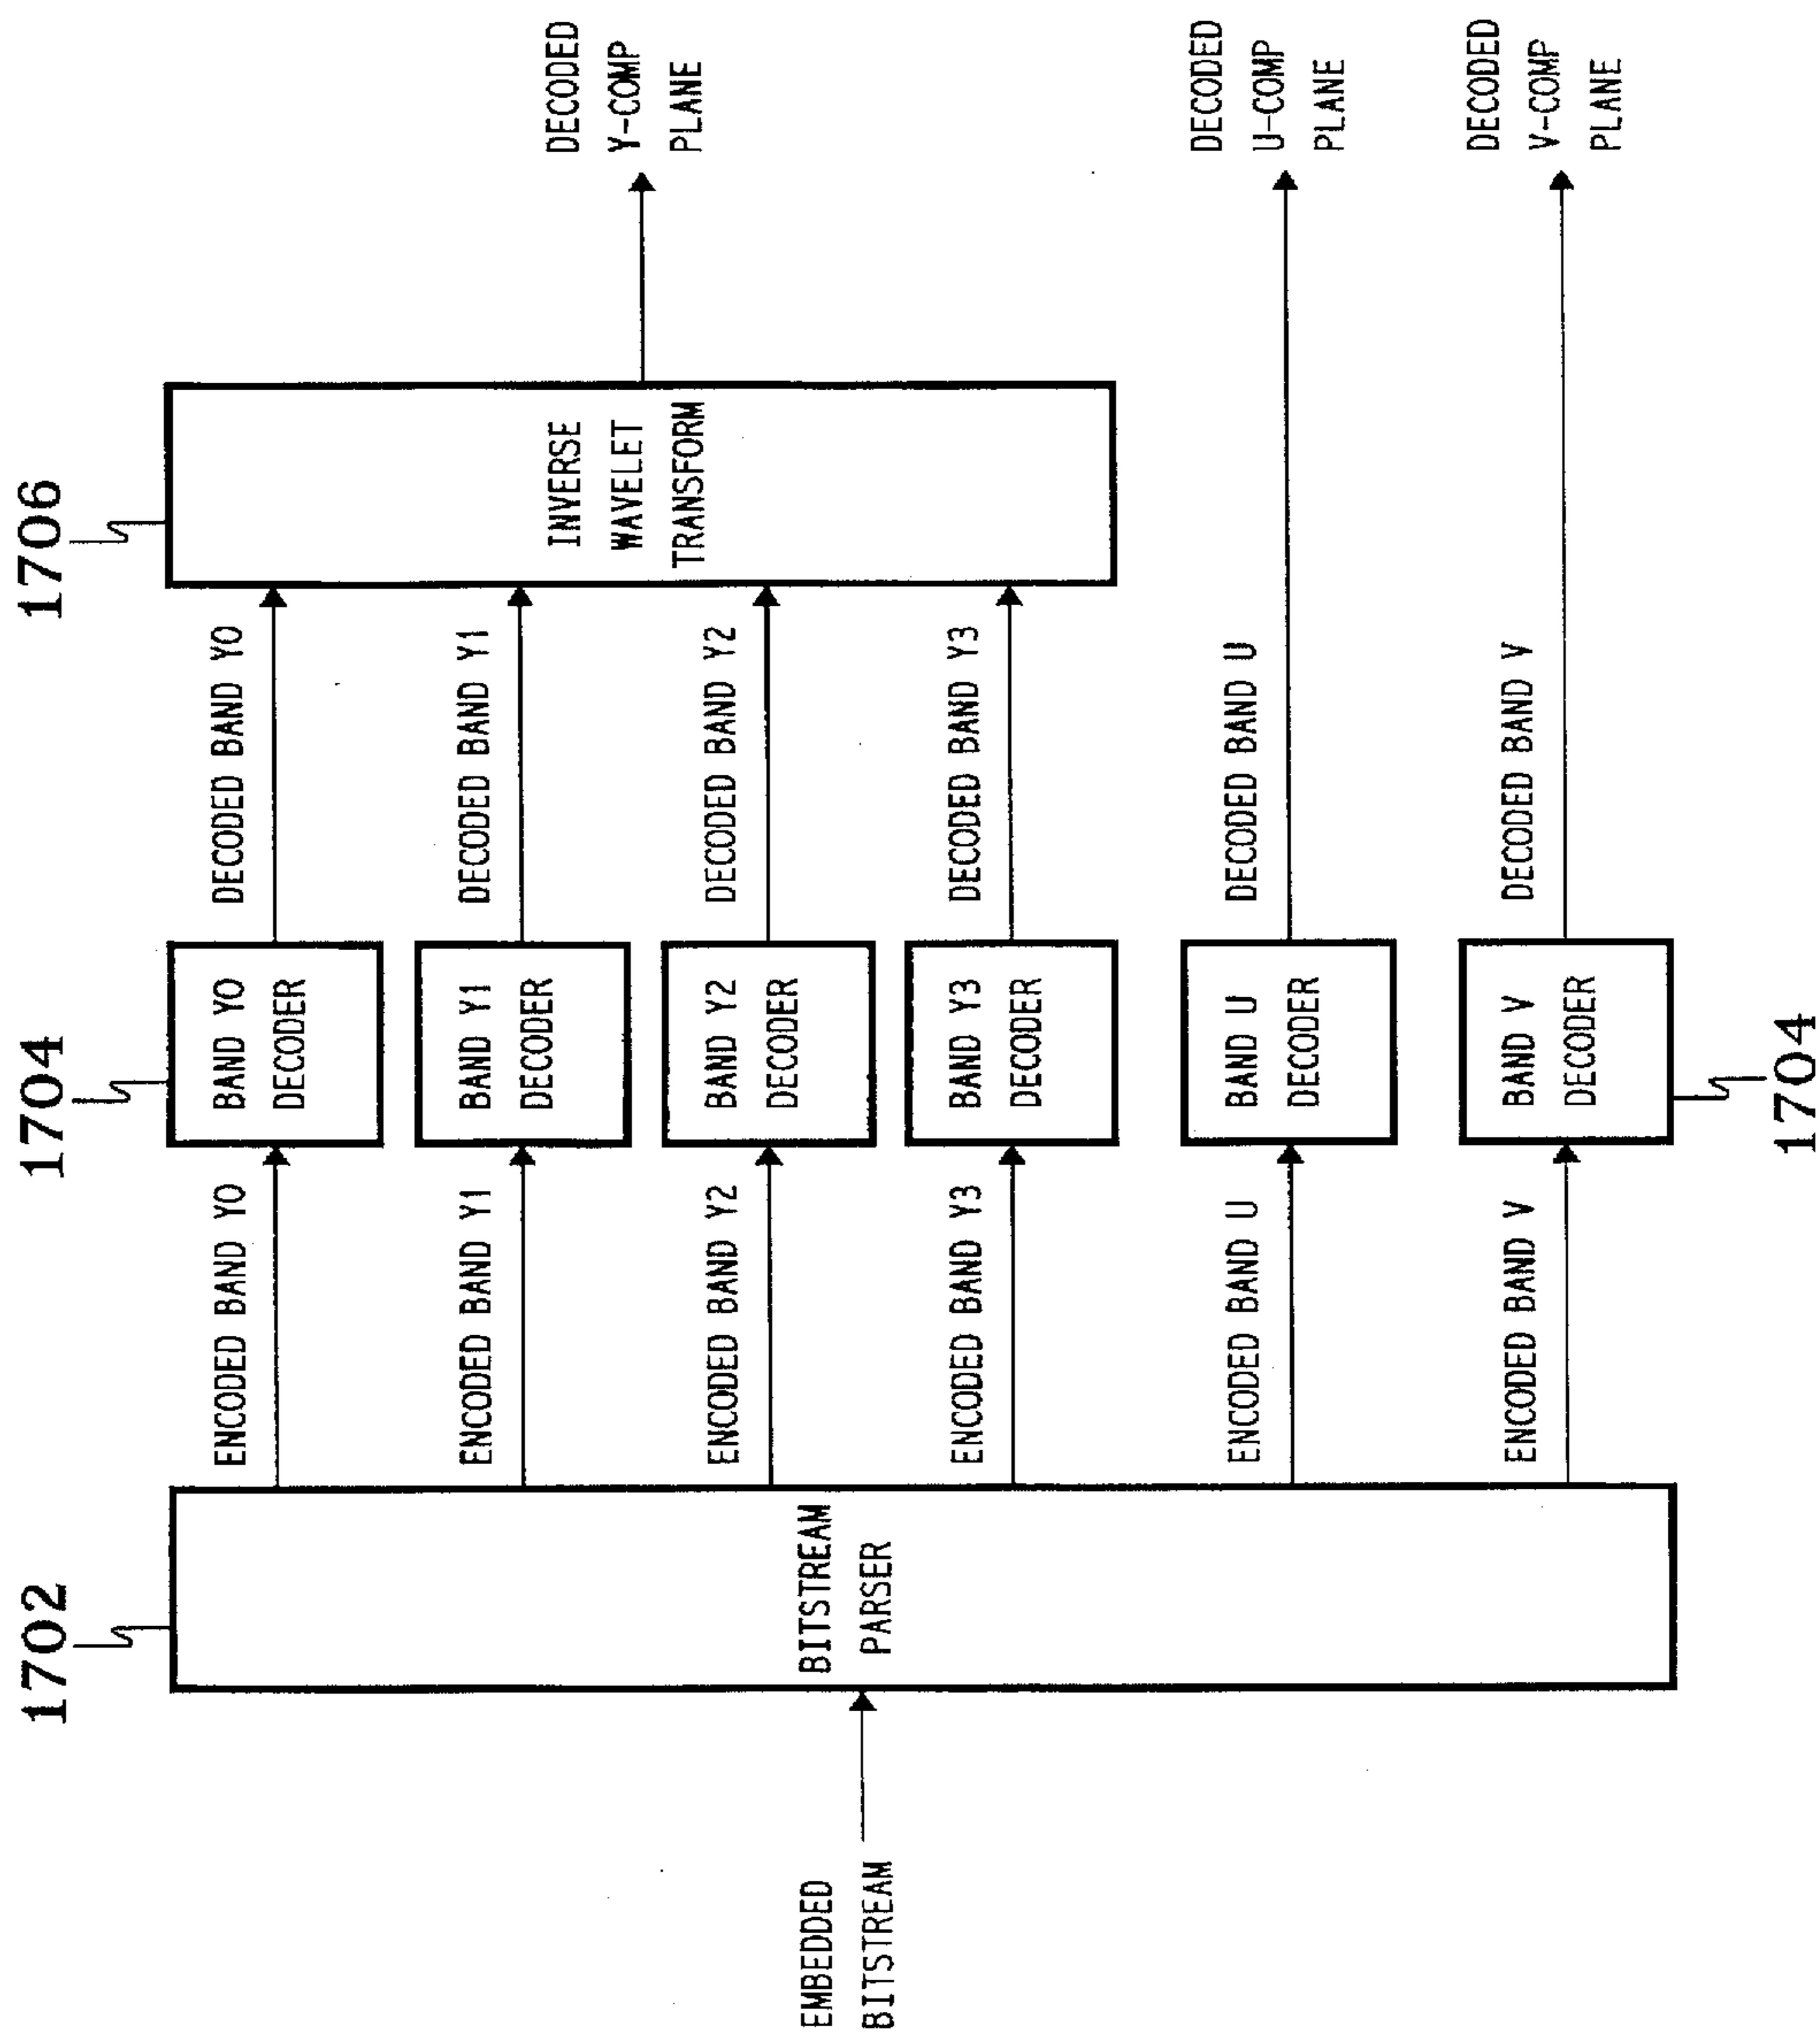 1702
1704
1706
EMBEDDED
BITSTREAM
BITSTREAM
PARSER
ENCODED BAND Y0
ENCODED BAND Y1
ENCODED BAND Y2
ENCODED BAND Y3
ENCODED BAND U
ENCODED BAND V
BAND Y0
DECODER
BAND Y1
DECODER
BAND Y2
DECODER
BAND Y3
DECODER
BAND U
DECODER
BAND V
DECODER
1704
DECODED BAND Y0
DECODED BAND Y1
DECODED BAND Y2
DECODED BAND Y3
DECODED BAND U
DECODED BAND V
INVERSE
WAVELET
TRANSFORM
DECODED
Y-COMP
PLANE
DECODED
U-COMP
PLANE
DECODED
V-COMP
PLANE